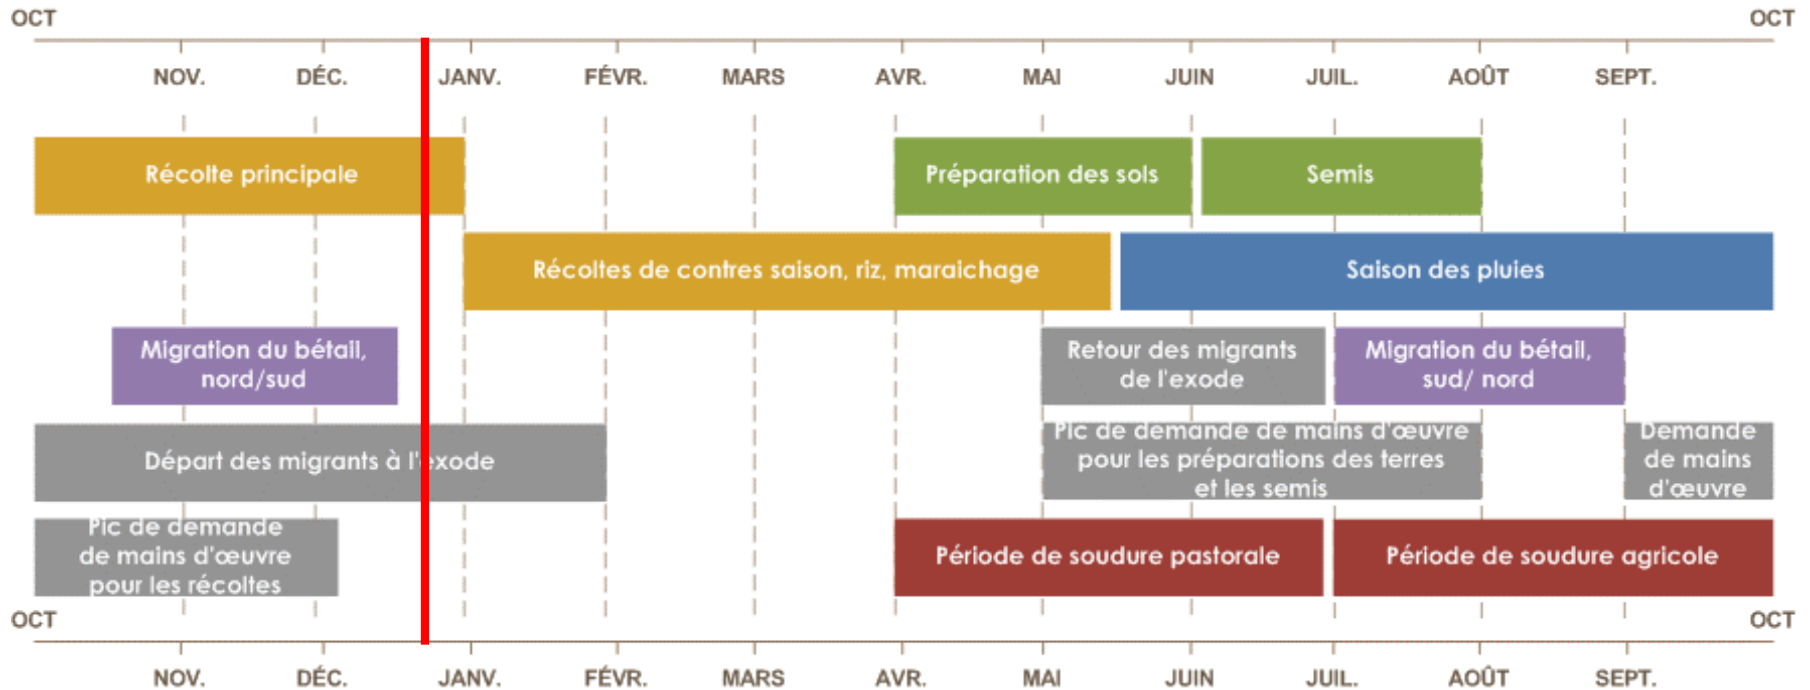 OCT
OCT
NOV.
DÉC.
JANV.
FÉVR.
MARS
AVR.
MAI
JUIN
JUIL.
AOÛT
SEPT.
Récolte principale
Préparation des sols
Semis
Récoltes de contres saison, riz, maraichage
Saison des pluies
Migration du bétail,
nord/sud
Retour des migrants
de l'exode
Migration du bétail,
sud/ nord
Départ des migrants à l'exode
Pic de demande de mains d'œuvre
pour les préparations des terres
et les semis
Demande
de mains
d'œuvre
Pic de demande
de mains d'œuvre
pour les récoltes
Période de soudure pastorale
Période de soudure agricole
OCT
OCT
NOV.
DÉC.
JANV.
FÉVR.
MARS
AVR.
MAI
JUIN
JUIL.
AOÛT
SEPT.